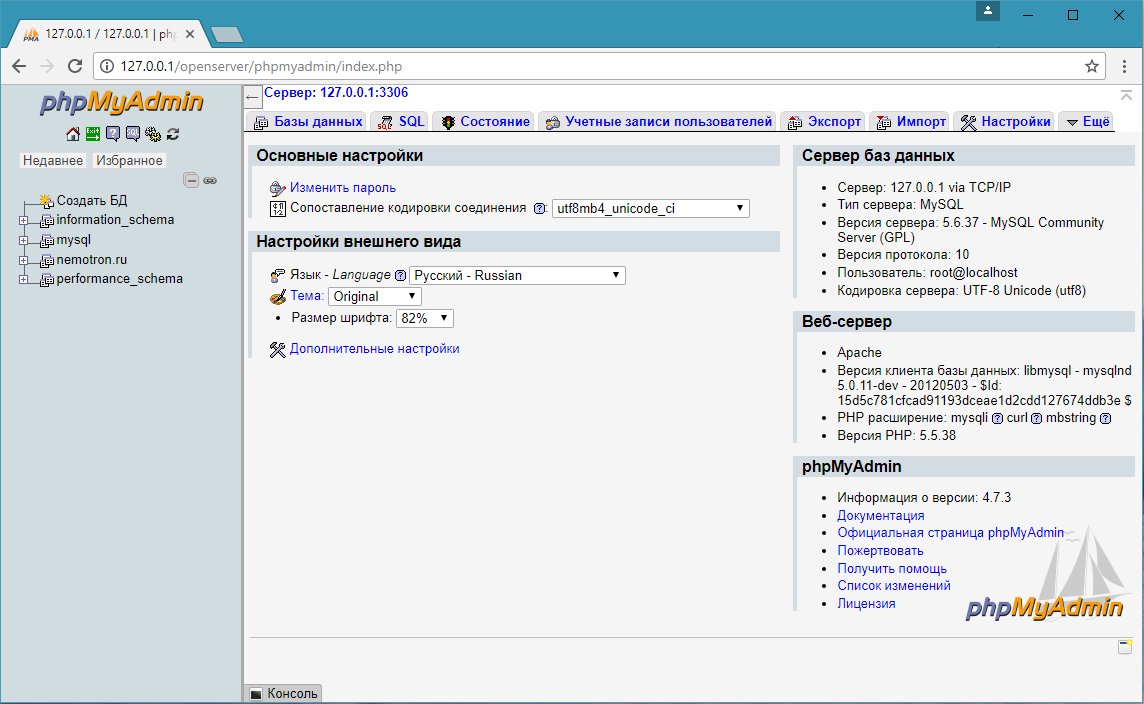 127.0.0.1 / 127.0.0.1 | php
127.0.0.1/openserver/phpmyadmin/index.php
phpMyAdmin
Недавнее Избранное
Создать БД
information_schema
mysql
nemotron.ru
performance_schema
Сервер: 127.0.0.1:3306
Базы данных SQL Состояние Учетные записи пользователей Экспорт Импорт Настройки Ещё
Основные настройки
Изменить пароль
Сопоставление кодировки соединения : utf8mb4_unicode_ci
Настройки внешнего вида
Язык - Language Русский - Russian
Тема: Original
Размер шрифта: 82%
Дополнительные настройки
Сервер баз данных
Сервер: 127.0.0.1 via TCP/IP
Тип сервера: MySQL
Версия сервера: 5.6.37 - MySQL Community
Server (GPL)
Версия протокола: 10
Пользователь: root@localhost
Кодировка сервера: UTF-8 Unicode (utf8)
Веб-сервер
Apache
Версия клиента базы данных: libmysql - mysqlnd
5.0.11-dev - 20120503 - $Id:
15d5c781cfcad91193dceae1d2cdd127674ddb3e $
PHP расширение: mysqli curl mbstring
Версия PHP: 5.5.38
phpMyAdmin
Информация о версии: 4.7.3
Документация
Официальная страница phpMyAdmin
Пожертвовать
Получить помощь
Список изменений
Лицензия
phpMyAdmin
Консоль